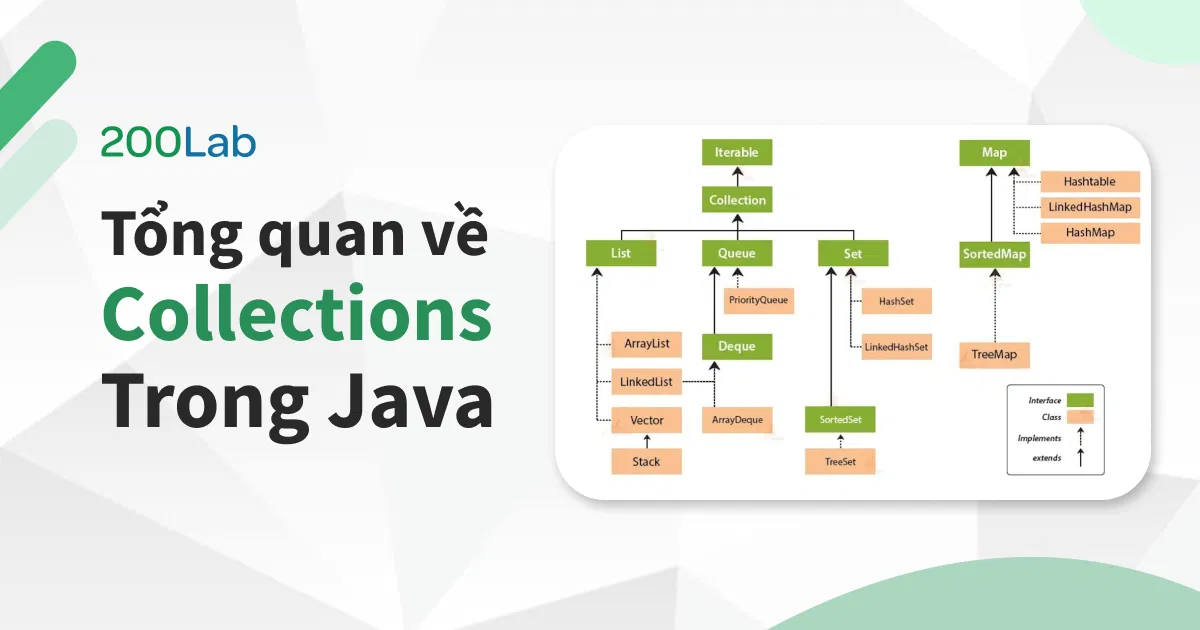 200Lab
Tổng quan về
Collections
Trong Java
Iterable
Collection
List
Queue
Set
PriorityQueue
HashSet
ArrayList
Deque
LinkedHashSet
LinkedList
Vector
ArrayDeque
SortedSet
Stack
TreeSet
Map
Hashtable
LinkedHashMap
HashMap
SortedMap
TreeMap
Interface
Class
Implements
extends